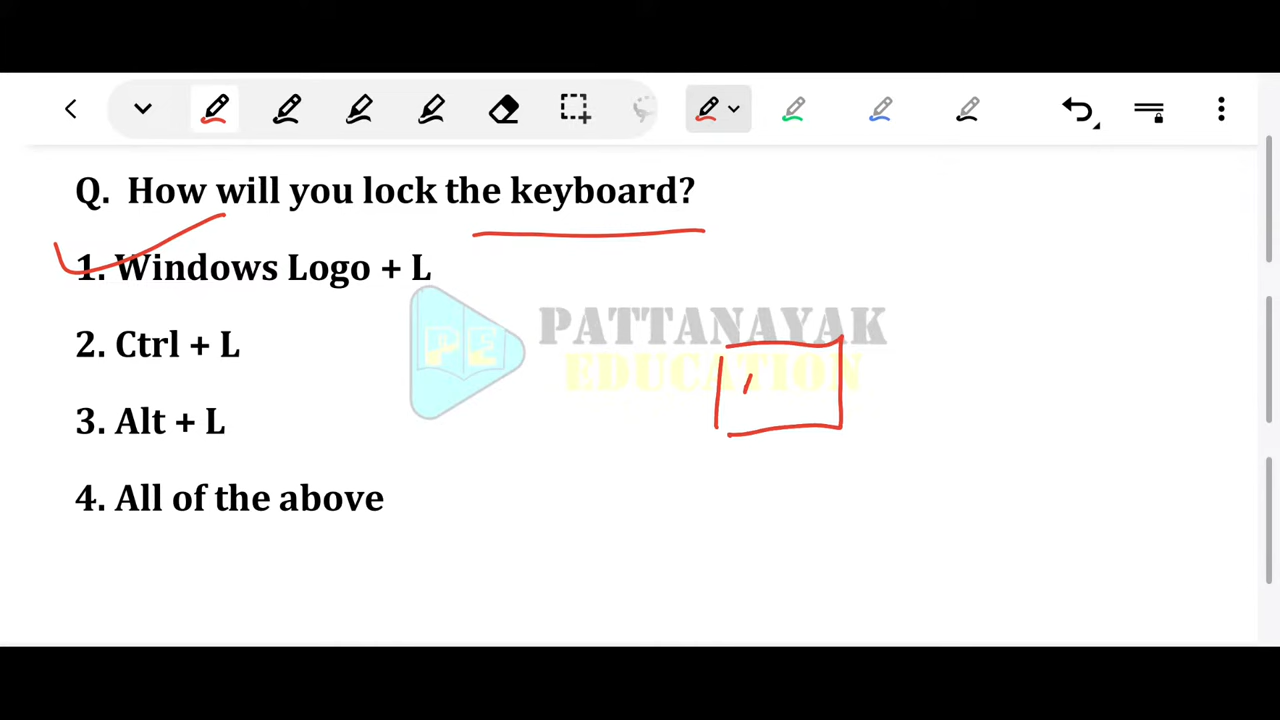 Q. How will you lock the keyboard?
1. Windows Logo + L
2. Ctrl + L
3. Alt + L
4. All of the above
PE
PATTANAYAK
EDUCATION